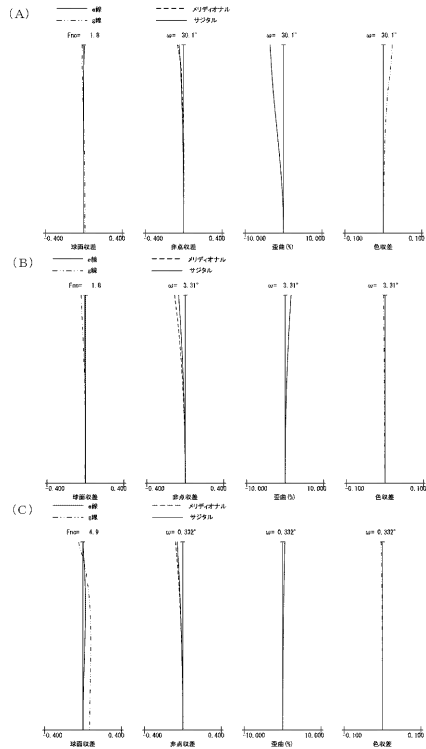 (A)
e線 メリディオナル
g線 サジタル
Fno= 1.8 ω= 30.1° ω= 30.1° ω= 30.1°
-0.400 0.400 -0.400 0.400 -10.000 10.000 -0.100 0.100
球面収差 非点収差 歪曲(%) 色収差
(B)
e線 メリディオナル
g線 サジタル
Fno= 1.8 ω= 3.31° ω= 3.31° ω= 3.31°
-0.400 0.400 -0.400 0.400 -10.000 10.000 -0.100 0.100
球面収差 非点収差 歪曲(%) 色収差
(C)
e線 メリディオナル
g線 サジタル
Fno= 4.9 ω= 0.332° ω= 0.332° ω= 0.332°
-0.400 0.400 -0.400 0.400 -10.000 10.000 -0.100 0.100
球面収差 非点収差 歪曲(%) 色収差